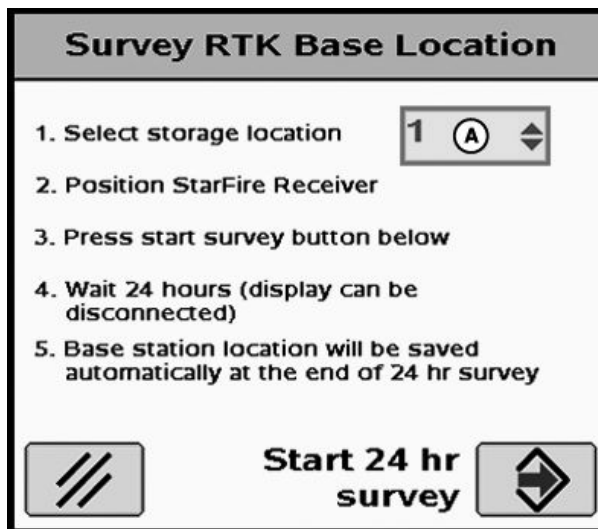 Survey RTK Base Location
1. Select storage location
1 A
2. Position StarFire Receiver
3. Press start survey button below
4. Wait 24 hours (display can be
disconnected)
5. Base station location will be saved
automatically at the end of 24 hr survey
Start 24 hr
survey